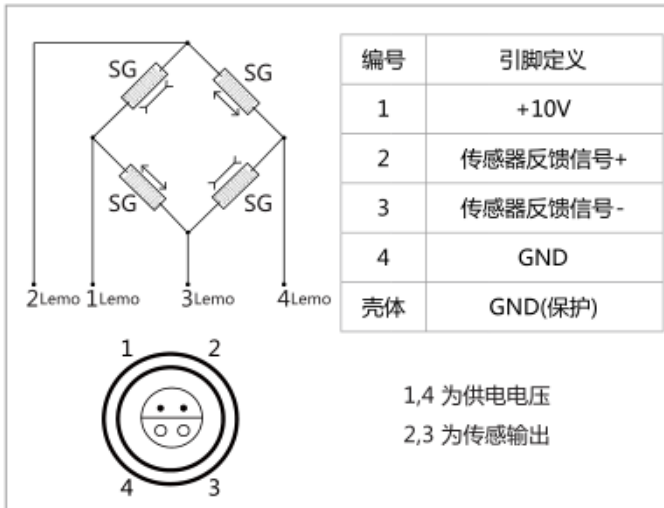 SG SG
SG SG
2Lemo 1Lemo 3Lemo 4Lemo
编号 引脚定义
1 +10V
2 传感器反馈信号+
3 传感器反馈信号-
4 GND
壳体 GND(保护)
1 2
4 3
1,4 为供电电压
2,3 为传感输出